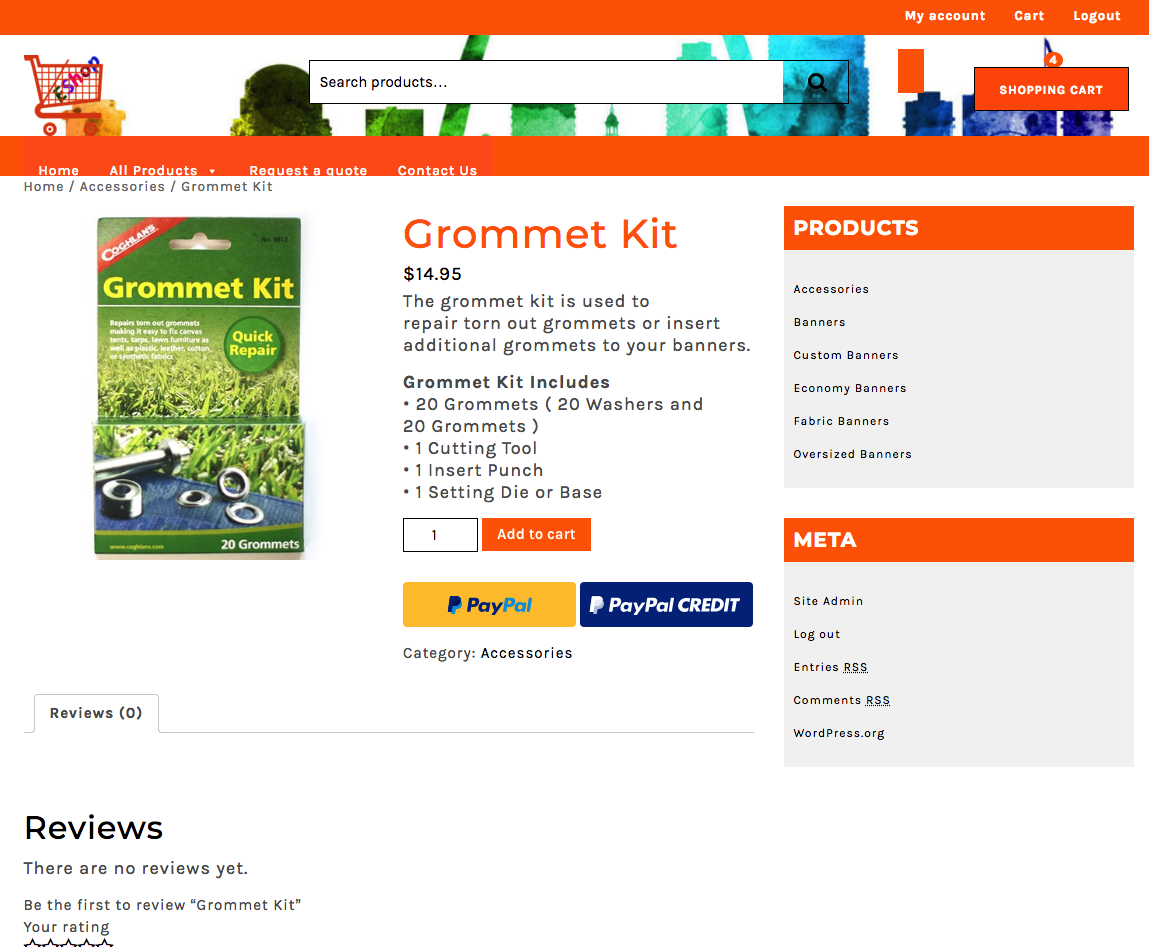 My account Cart Logout
EShop
Search products...
4
SHOPPING CART
Home All Products Request a quote Contact Us
Home / Accessories / Grommet Kit
COGHLANS
No. 8812
Grommet Kit
Repairs torn out grommets
making it easy to fix canvas
tents, tarps, lawn furniture as
well as plastic, leather, cotton
or synthetic fabrics
Quick
Repair
www.coghlans.com
20 Grommets
Grommet Kit
$14.95
The grommet kit is used to
repair torn out grommets or insert
additional grommets to your banners.
Grommet Kit Includes
• 20 Grommets ( 20 Washers and
20 Grommets )
• 1 Cutting Tool
• 1 Insert Punch
• 1 Setting Die or Base
1
Add to cart
PayPal
PayPal CREDIT
Category: Accessories
PRODUCTS
Accessories
Banners
Custom Banners
Economy Banners
Fabric Banners
Oversized Banners
META
Site Admin
Log out
Entries RSS
Comments RSS
WordPress.org
Reviews (0)
Reviews
There are no reviews yet.
Be the first to review “Grommet Kit”
Your rating